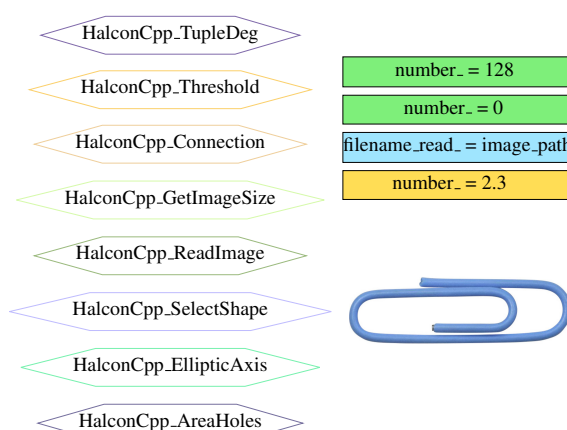 HalconCpp_TupleDeg
HalconCpp_Threshold
HalconCpp_Connection
HalconCpp_GetImageSize
HalconCpp_ReadImage
HalconCpp_SelectShape
HalconCpp_EllipticAxis
HalconCpp_AreaHoles
number_ = 128
number_ = 0
filename_read_ = image_path
number_ = 2.3